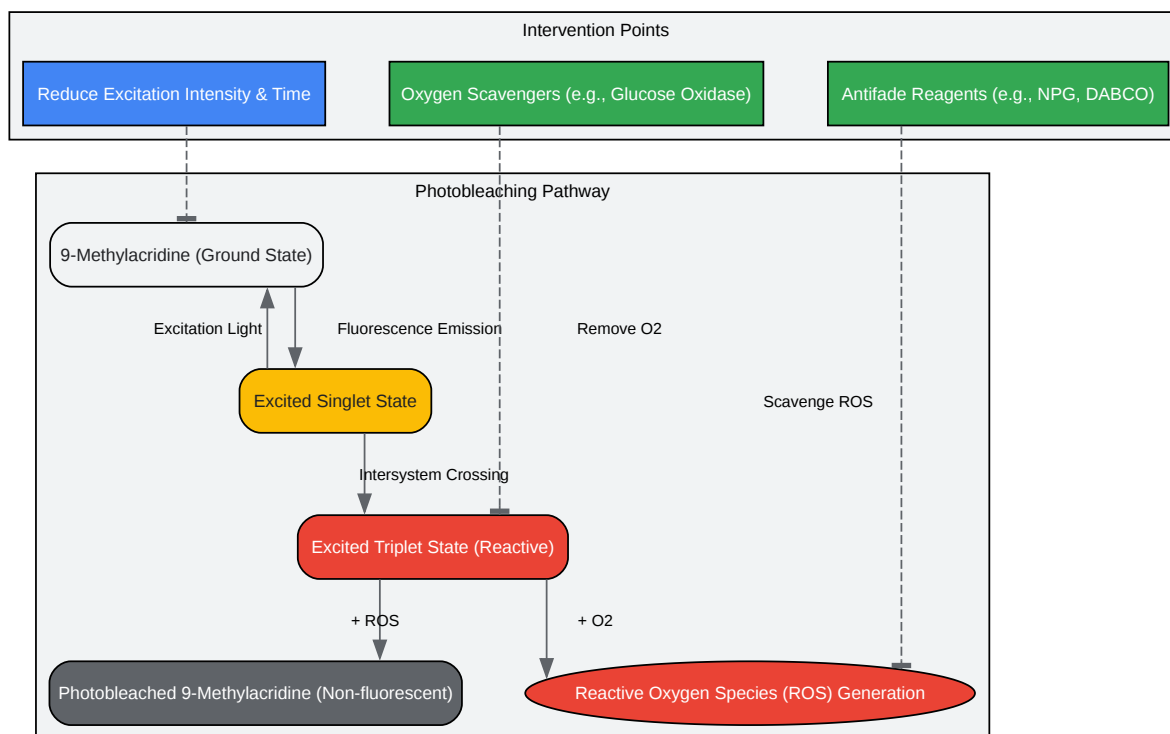 Intervention Points
Reduce Excitation Intensity & Time
Oxygen Scavengers (e.g., Glucose Oxidase)
Antifade Reagents (e.g., NPG, DABCO)
Photobleaching Pathway
9-Methylacridine (Ground State)
Excitation Light
Fluorescence Emission
Remove O2
Excited Singlet State
Scavenge ROS
Intersystem Crossing
Excited Triplet State (Reactive)
+ ROS
+ O2
Photobleached 9-Methylacridine (Non-fluorescent)
Reactive Oxygen Species (ROS) Generation